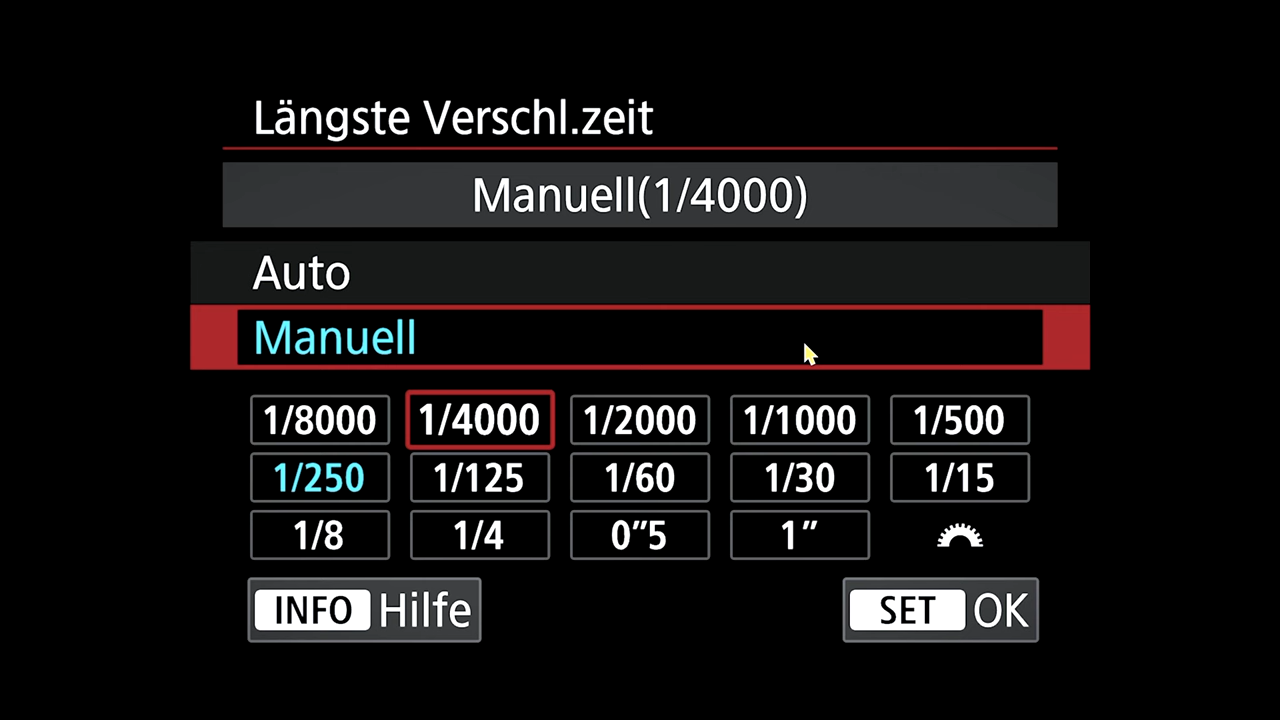 Längste Verschl.zeit
Manuell(1/4000)
Auto
Manuell
1/8000 1/4000 1/2000 1/1000 1/500
1/250 1/125 1/60 1/30 1/15
1/8 1/4 0”5 1”
INFO Hilfe SET OK